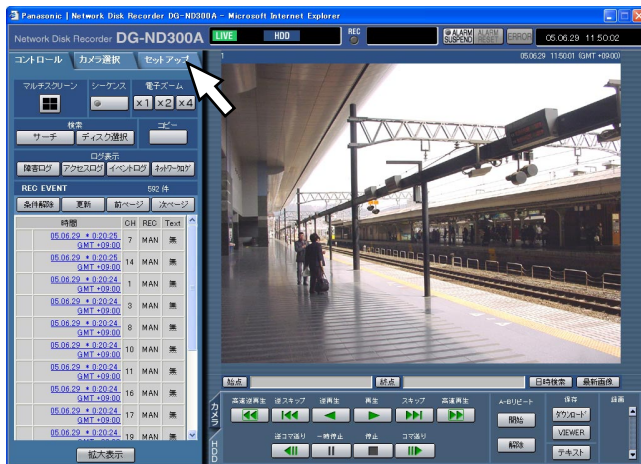 Panasonic | Network Disk Recorder DG-ND300A - Microsoft Internet Explorer
Network Disk Recorder DG-ND300A
LIVE
HDD
REC
ALARM SUSPEND
ALARM RESET
ERROR
05.06.29 11:50:02
コントロール
カメラ選択
セットアップ
1
05.06.29 11:50:01 (GMT +09:00)
マルチスクリーン
シーケンス
電子ズーム
x1
x2
x4
検索
コピー
サーチ
ディスク選択
ログ表示
障害ログ
アクセスログ
イベントログ
ネットワークログ
REC EVENT
592 件
条件解除
更新
前ページ
次ページ
時間 CH REC Text
05.06.29 * 0:20:25 GMT +09:00 7 MAN 無
05.06.29 * 0:20:25 GMT +09:00 14 MAN 無
05.06.29 * 0:20:24 GMT +09:00 1 MAN 無
05.06.29 * 0:20:24 GMT +09:00 3 MAN 無
05.06.29 * 0:20:24 GMT +09:00 8 MAN 無
05.06.29 * 0:20:24 GMT +09:00 10 MAN 無
05.06.29 * 0:20:24 GMT +09:00 11 MAN 無
05.06.29 * 0:20:24 GMT +09:00 16 MAN 無
05.06.29 * 0:20:24 GMT +09:00 17 MAN 無
05.06.29 * 0:20:24 19 MAN 無
拡大表示
始点
終点
日時検索
最新画像
カメラ
HDD
高速逆再生
逆スキップ
逆再生
再生
スキップ
高速再生
逆コマ送り
一時停止
停止
コマ送り
A-Bリピート
開始
解除
保存
ダウンロード
VIEWER
テキスト
録画